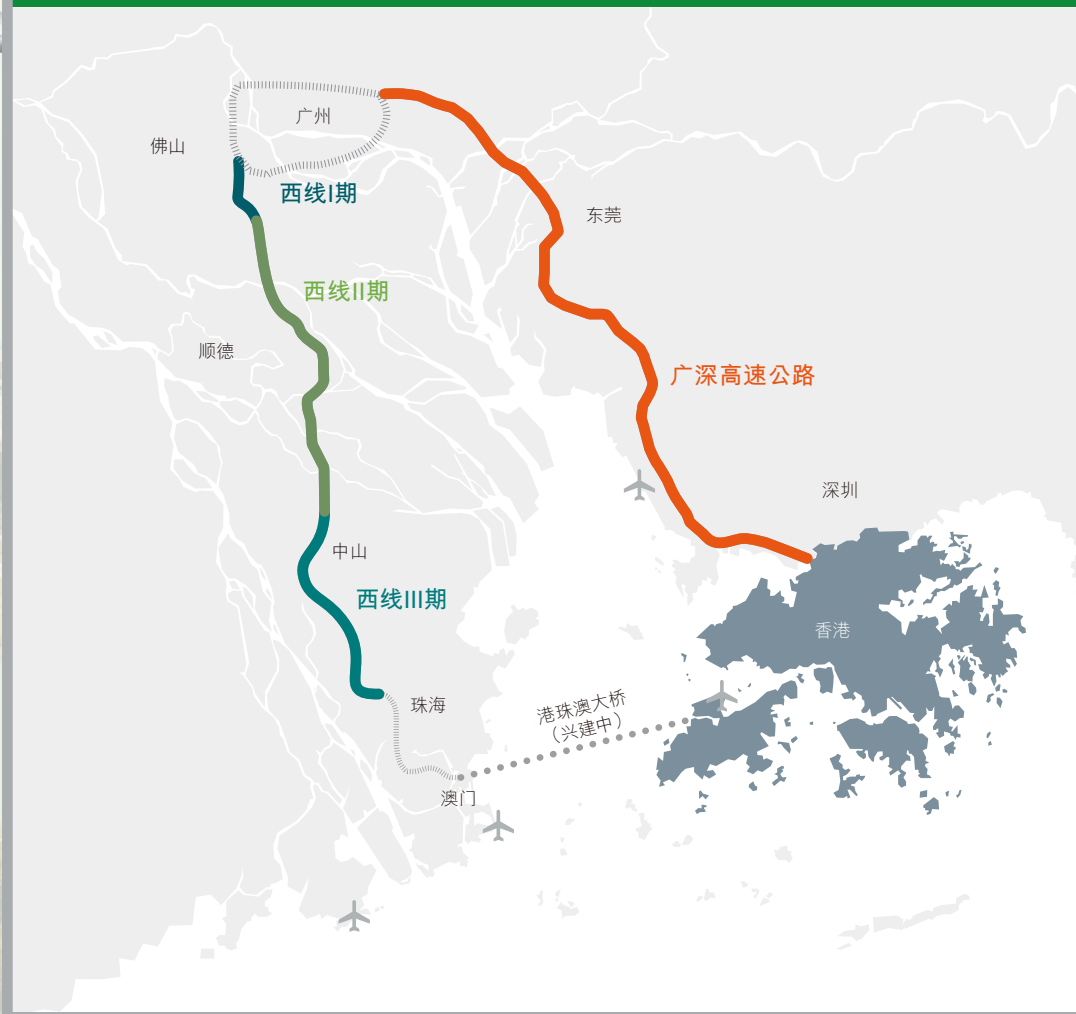 广州
佛山
西线I期
东莞
西线II期
顺德
广深高速公路
深圳
中山
西线III期
香港
珠海
港珠澳大桥
（兴建中）
澳门